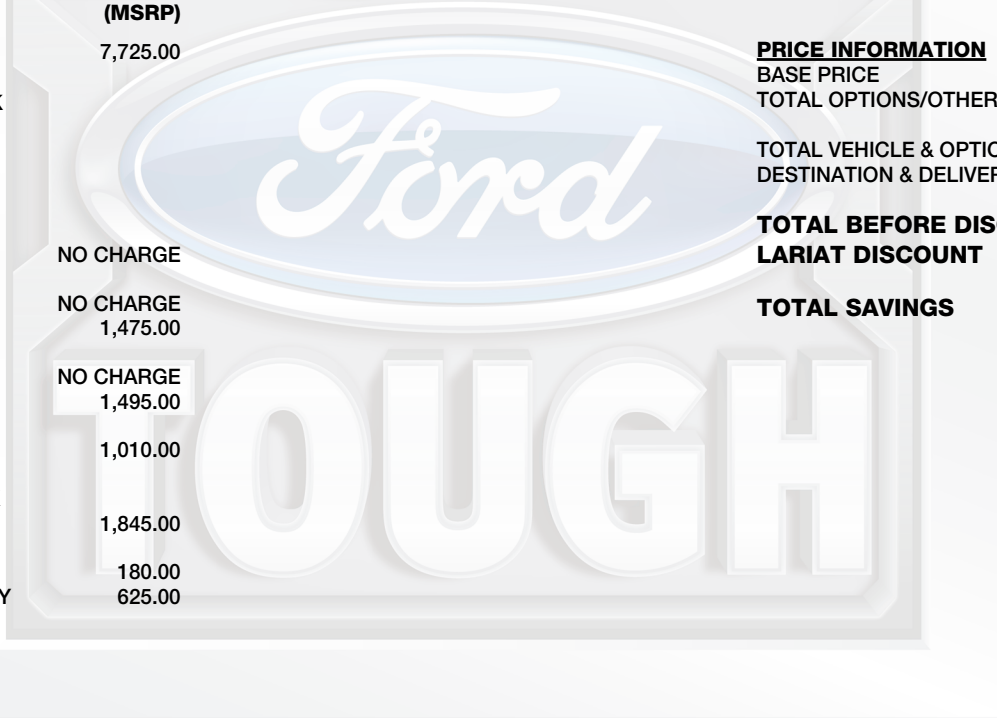 (MSRP)
7,725.00
K
NO CHARGE
NO CHARGE
1,475.00
NO CHARGE
1,495.00
1,010.00
1,845.00
180.00
Y 625.00
PRICE INFORMATION
BASE PRICE
TOTAL OPTIONS/OTHER
TOTAL VEHICLE & OPTIO
DESTINATION & DELIVER
TOTAL BEFORE DISC
LARIAT DISCOUNT
TOTAL SAVINGS
Ford
TOUGH